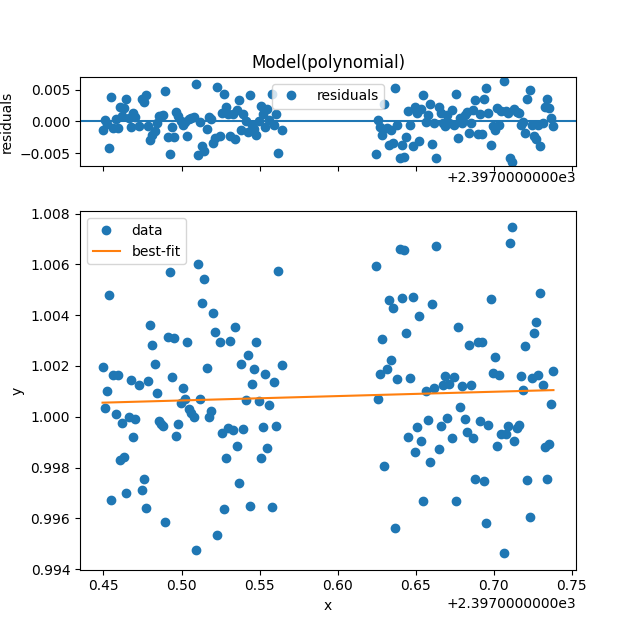 Model(polynomial)
residuals
0.005
0.000
−0.005
residuals
+2.3970000000e3
y
1.008
1.006
1.004
1.002
1.000
0.998
0.996
0.994
data
best-fit
0.45 0.50 0.55 0.60 0.65 0.70 0.75
x
+2.3970000000e3